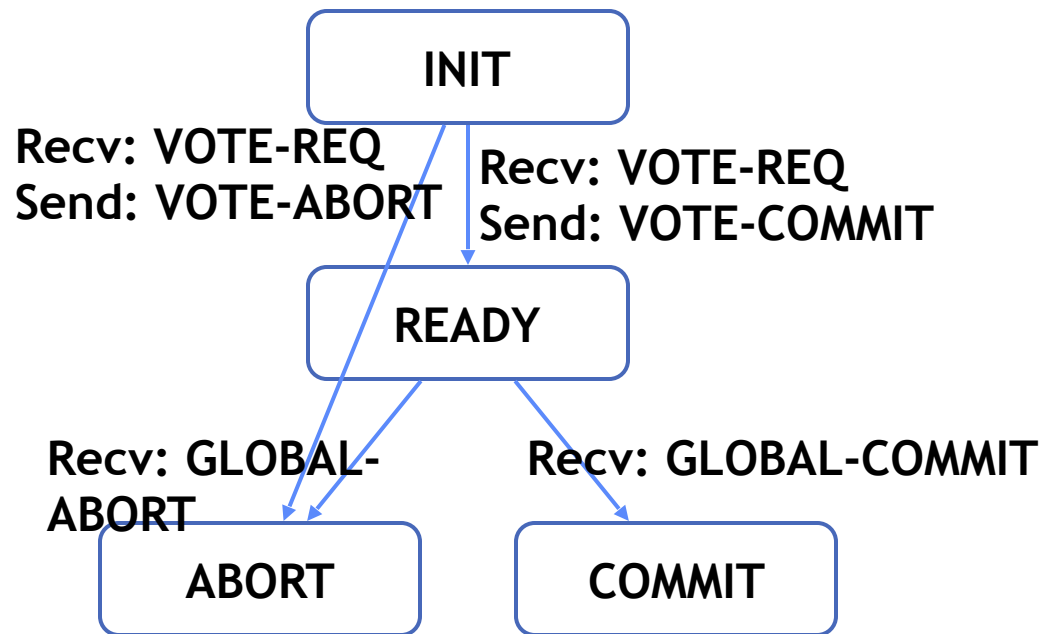 INIT
Recv: VOTE-REQ
Send: VOTE-ABORT
Recv: VOTE-REQ
Send: VOTE-COMMIT
READY
Recv: GLOBAL-
ABORT
Recv: GLOBAL-COMMIT
ABORT
COMMIT